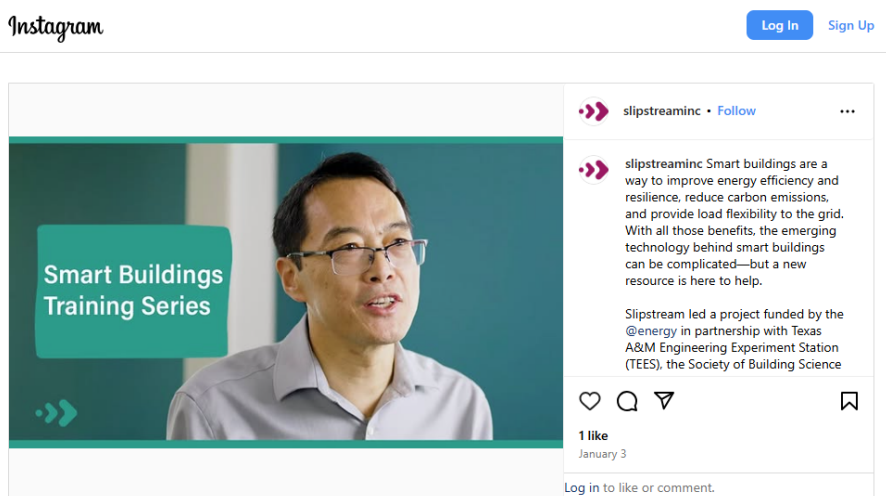 Instagram
Log In
Sign Up
Smart Buildings
Training Series
slipstreaminc • Follow
slipstreaminc Smart buildings are a
way to improve energy efficiency and
resilience, reduce carbon emissions,
and provide load flexibility to the grid.
With all those benefits, the emerging
technology behind smart buildings
can be complicated—but a new
resource is here to help.
Slipstream led a project funded by the
@energy in partnership with Texas
A&M Engineering Experiment Station
(TEES), the Society of Building Science
1 like
January 3
Log in to like or comment.